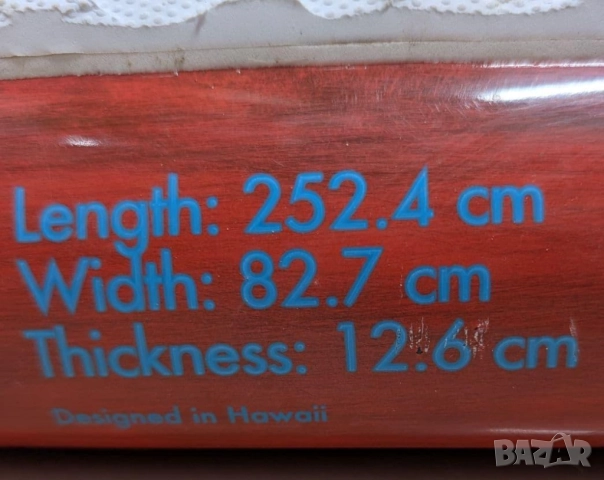 Length: 252.4 cm
Width: 82.7 cm
Thickness: 12.6 cm
Designed in Hawaii
BAZAR